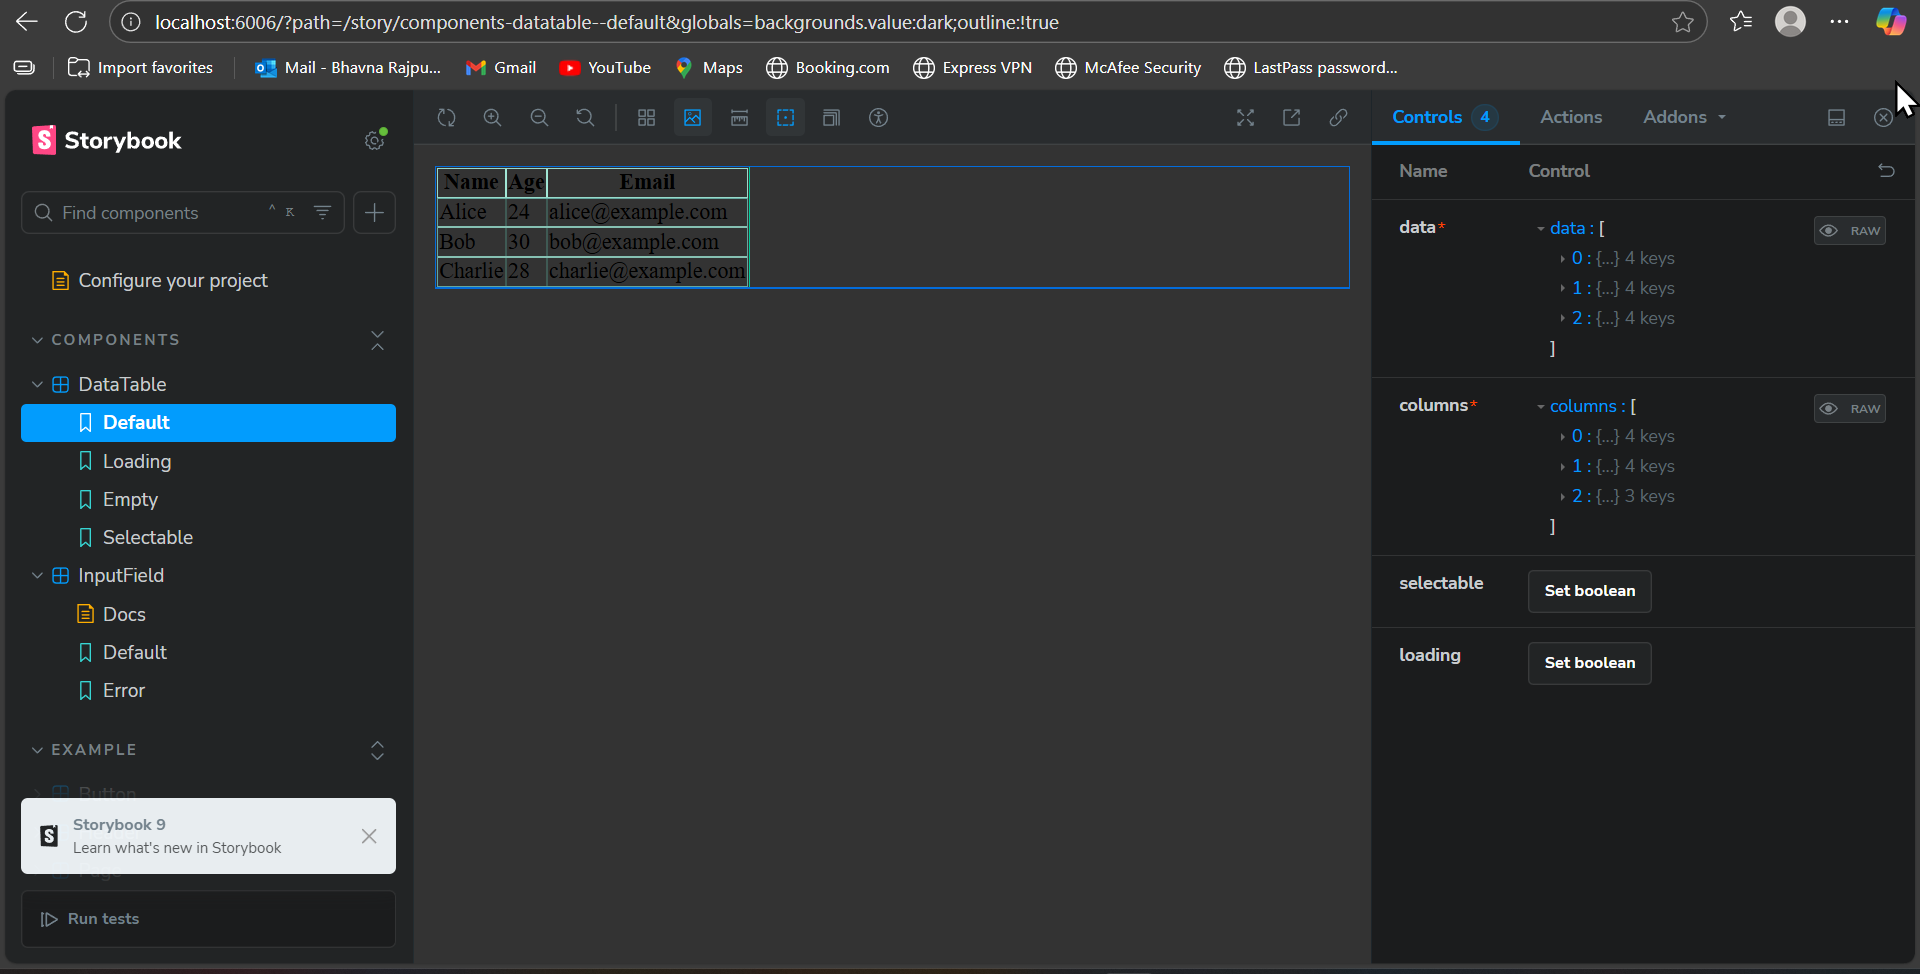 localhost:6006/?path=/story/components-datatable--default&globals=backgrounds.value:dark;outline:!true
Import favorites
Mail - Bhavna Rajpu...
Gmail
YouTube
Maps
Booking.com
Express VPN
McAfee Security
LastPass password...
Storybook
Find components
^ K
Configure your project
COMPONENTS
DataTable
Default
Loading
Empty
Selectable
InputField
Docs
Default
Error
EXAMPLE
Button
Storybook 9
Learn what's new in Storybook
Page
Run tests
Name Age Email
Alice 24 alice@example.com
Bob 30 bob@example.com
Charlie 28 charlie@example.com
Controls 4
Actions
Addons
Name Control
data*
data : [
0 : {...} 4 keys
1 : {...} 4 keys
2 : {...} 4 keys
]
RAW
columns*
columns : [
0 : {...} 4 keys
1 : {...} 4 keys
2 : {...} 3 keys
]
RAW
selectable Set boolean
loading Set boolean